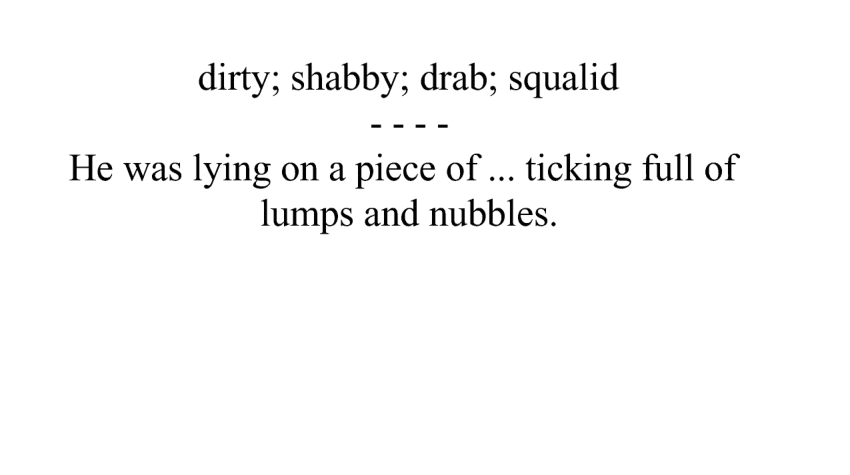 dirty; shabby; drab; squalid
- - - -
He was lying on a piece of ... ticking full of
lumps and nubbles.